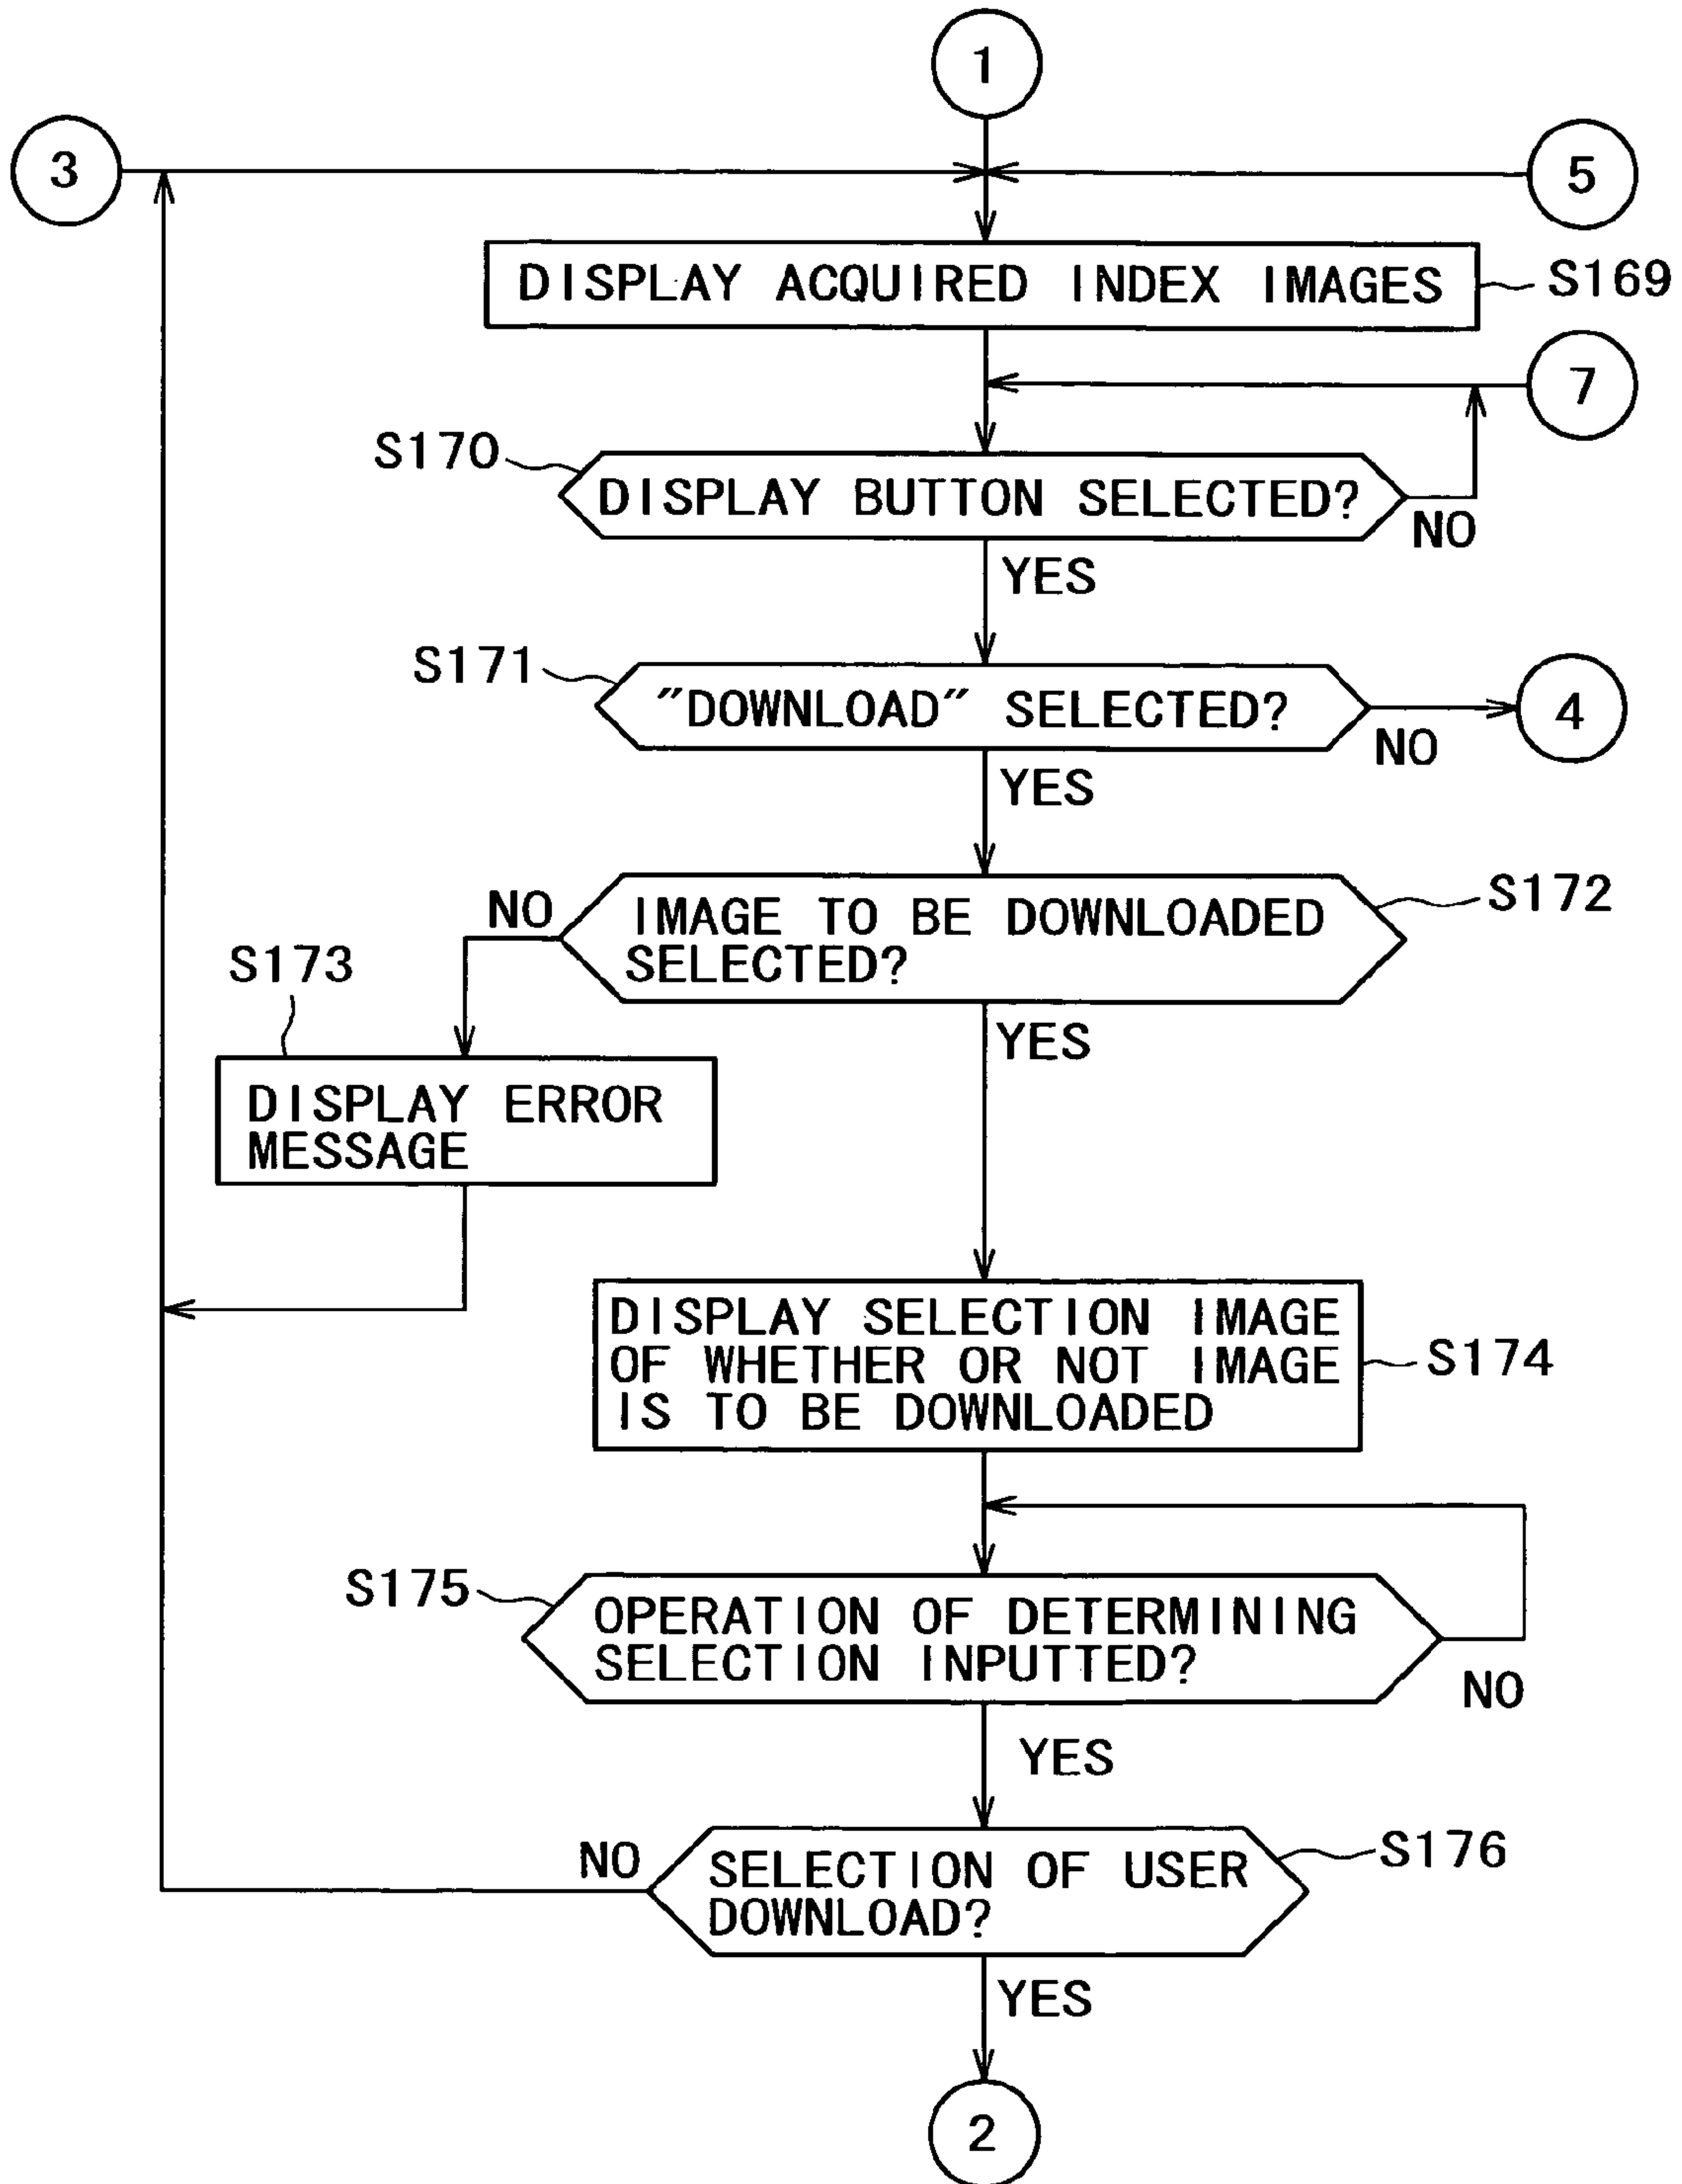 1
3
5
DISPLAY ACQUIRED INDEX IMAGES
S169
7
S170
DISPLAY BUTTON SELECTED?
NO
YES
S171
"DOWNLOAD" SELECTED?
4
NO
YES
S172
NO
IMAGE TO BE DOWNLOADED
SELECTED?
S173
YES
DISPLAY ERROR
MESSAGE
DISPLAY SELECTION IMAGE
OF WHETHER OR NOT IMAGE
IS TO BE DOWNLOADED
S174
S175
OPERATION OF DETERMINING
SELECTION INPUTTED?
NO
YES
NO
SELECTION OF USER
DOWNLOAD?
S176
YES
2